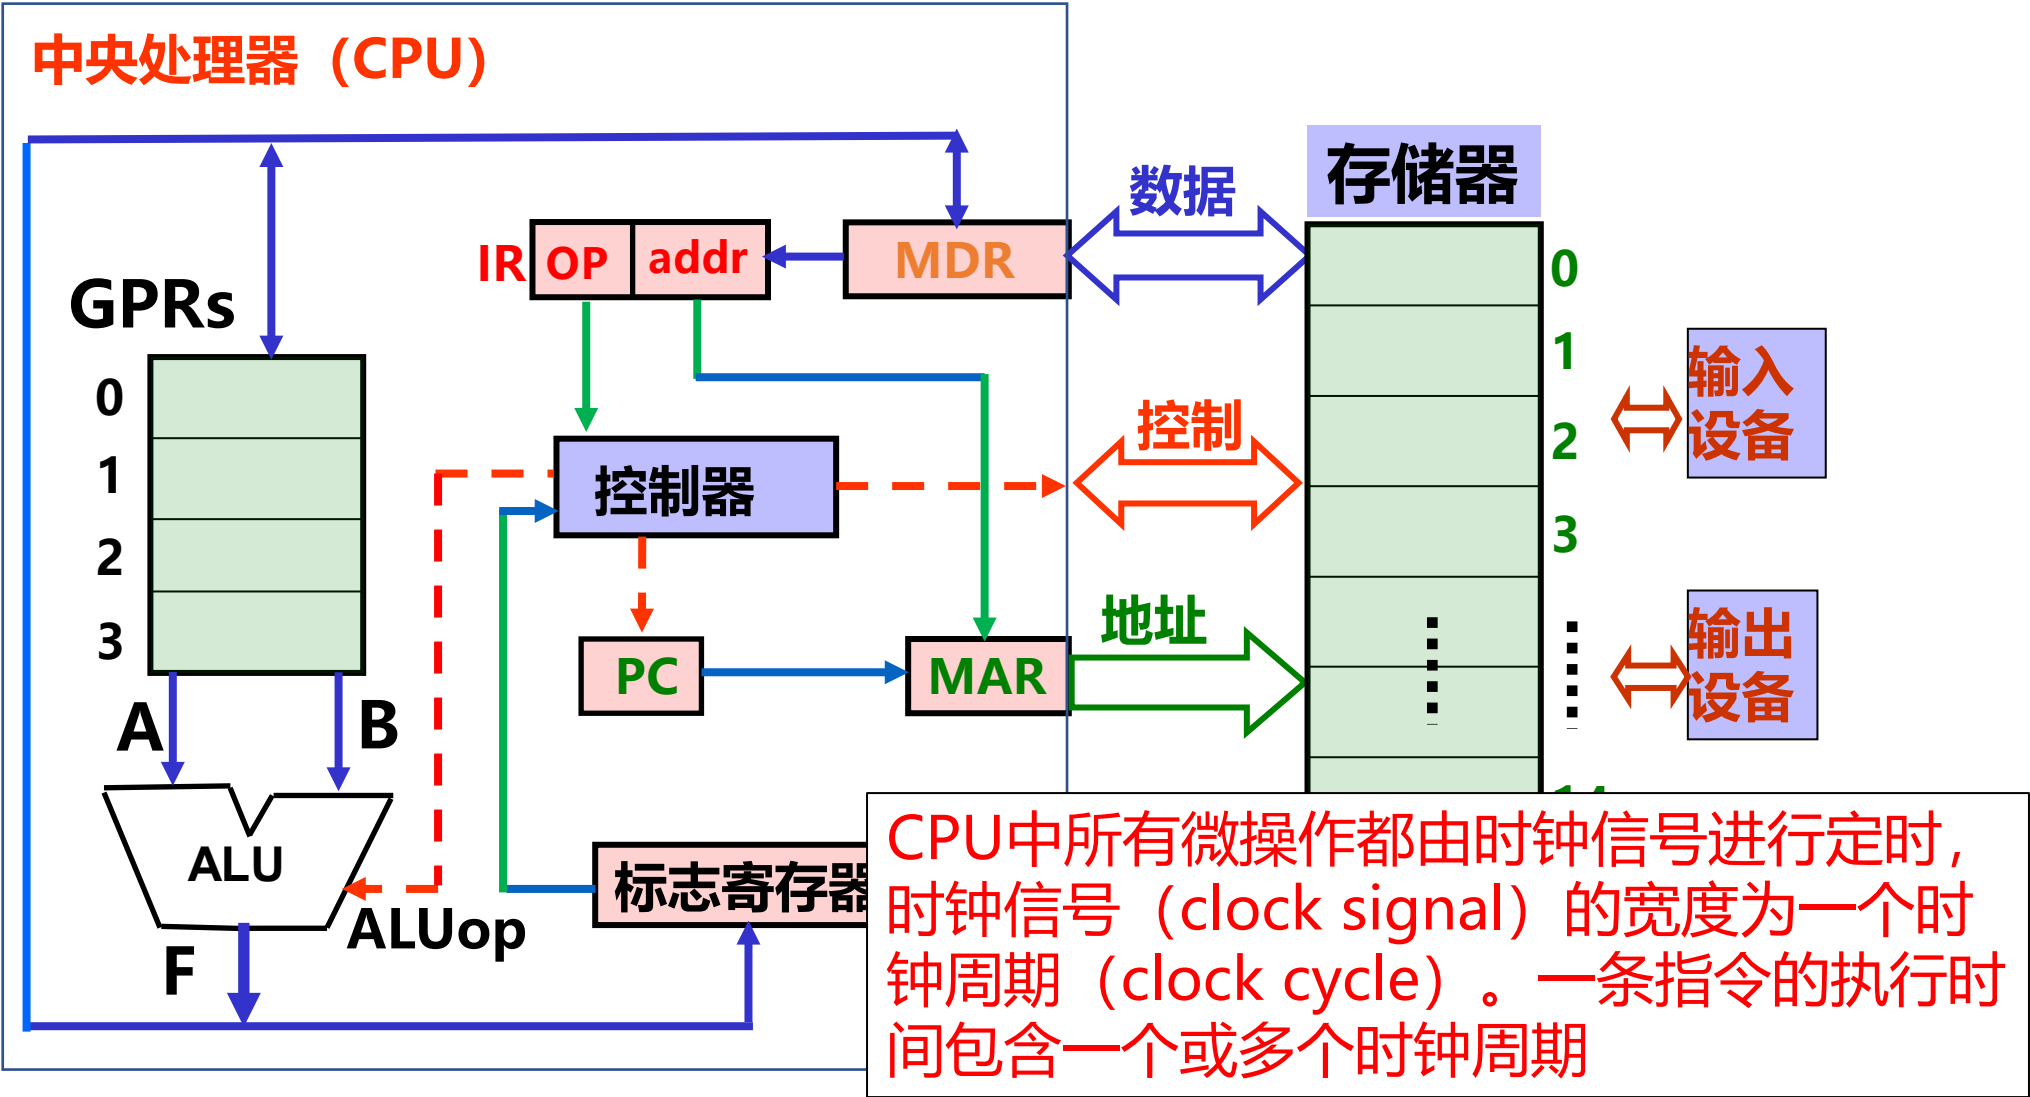 中央处理器（CPU）
数据
存储器
IR
OP
addr
MDR
GPRs
0
1
2
3
0
1
2
3
控制
控制器
输入
设备
地址
PC
MAR
输出
设备
A
B
ALU
ALUop
F
标志寄存器
CPU中所有微操作都由时钟信号进行定时，
时钟信号（clock signal）的宽度为一个时
钟周期（clock cycle）。一条指令的执行时
间包含一个或多个时钟周期